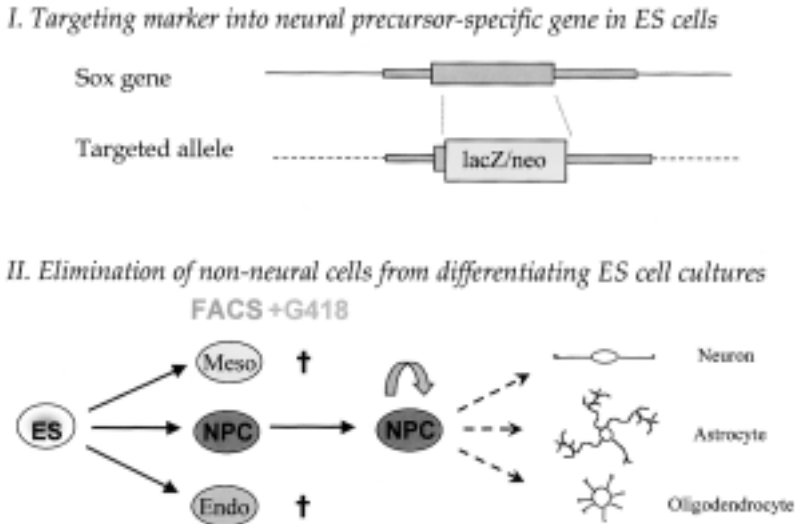 I. Targeting marker into neural precursor-specific gene in ES cells
Sox gene
Targeted allele
lacZ/neo
II. Elimination of non-neural cells from differentiating ES cell cultures
FACS +G418
Meso †
Neuron
ES
NPC
NPC
Astrocyte
Endo †
Oligodendrocyte